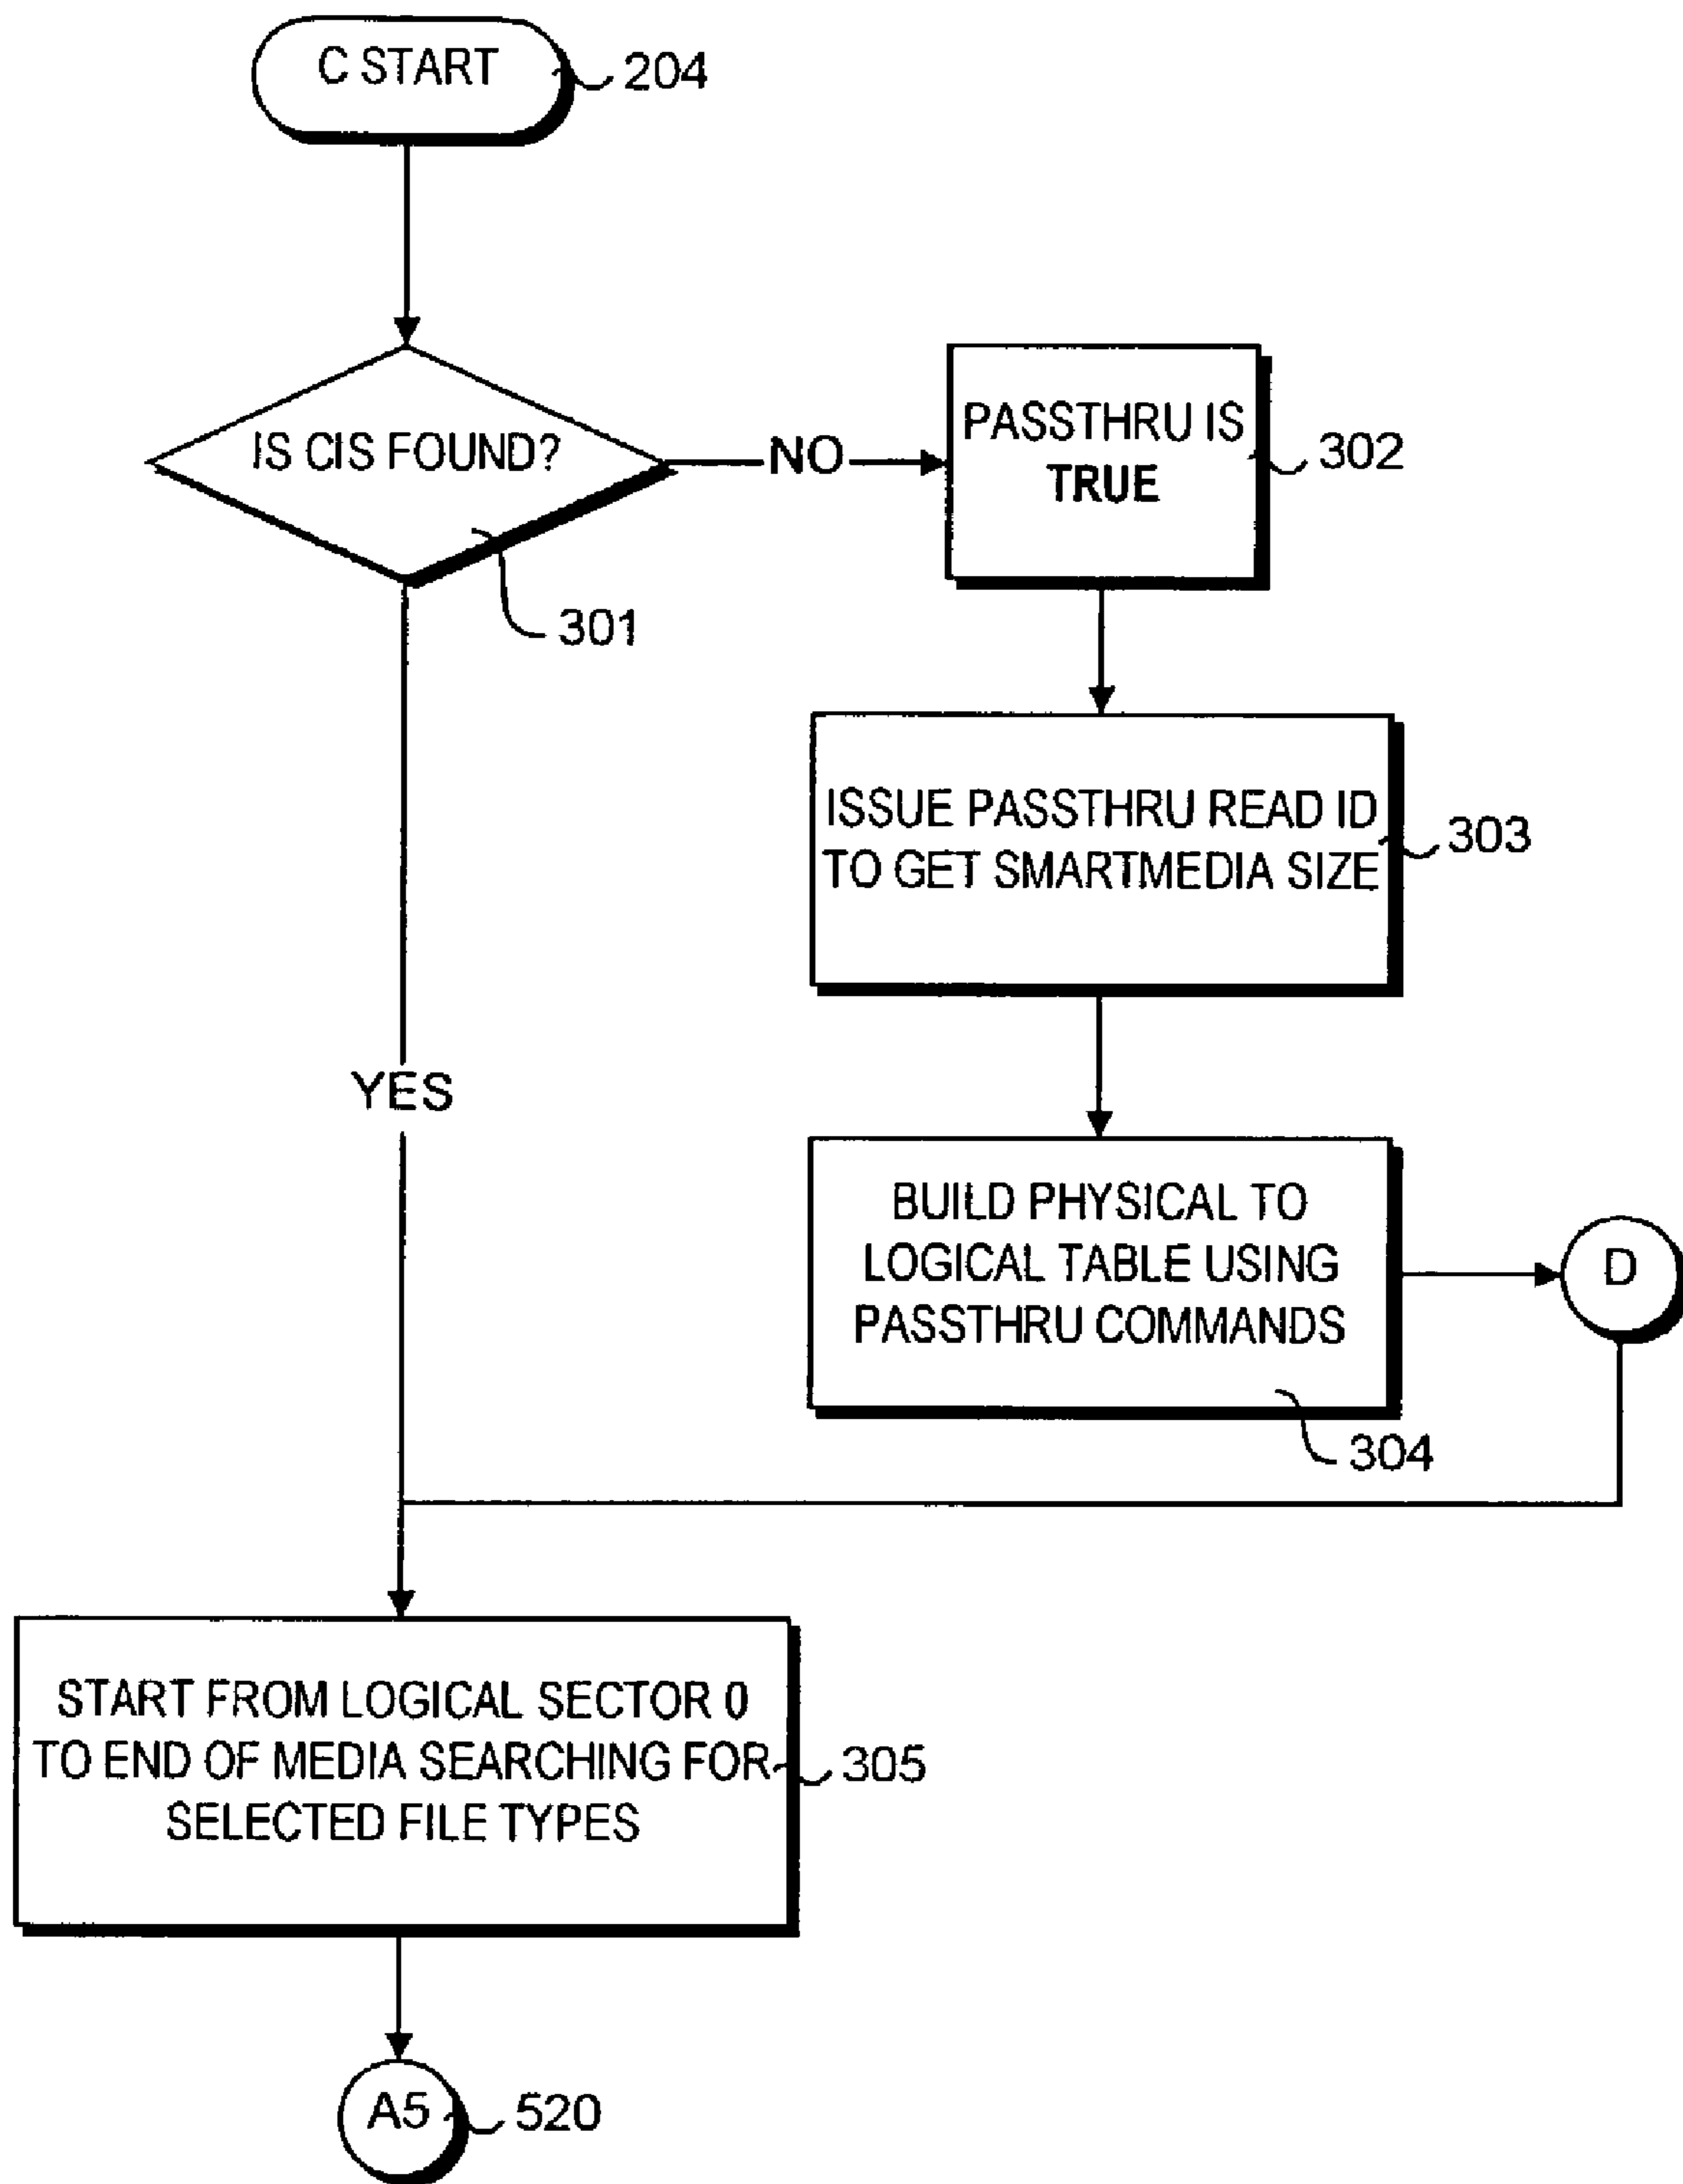 C START
204
IS CIS FOUND?
NO
301
PASSTHRU IS
TRUE
302
ISSUE PASSTHRU READ ID
TO GET SMARTMEDIA SIZE
303
YES
BUILD PHYSICAL TO
LOGICAL TABLE USING
PASSTHRU COMMANDS
304
D
START FROM LOGICAL SECTOR 0
TO END OF MEDIA SEARCHING FOR
SELECTED FILE TYPES
305
A5
520